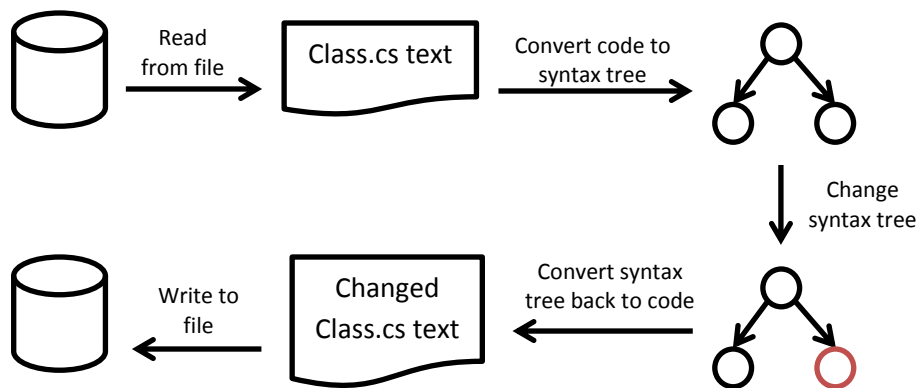 Read
from file
Class.cs text
Convert code to
syntax tree
Change
syntax tree
Convert syntax
tree back to code
Changed
Class.cs text
Write to
file